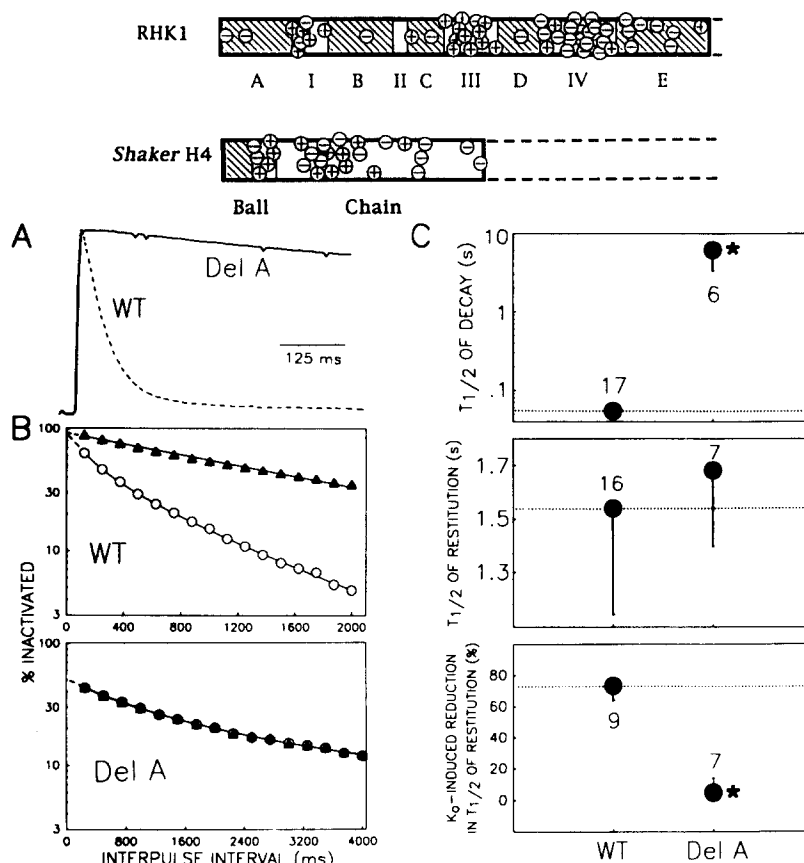 RHK1
A I B II C III D IV E
Shaker H4
Ball Chain
A
Del A
WT
125 ms
B
% INACTIVATED
100
30
10
3
WT
0 400 800 1200 1600 2000
100
30
10
3
Del A
0 800 1600 2400 3200 4000
INTERPULSE INTERVAL (ms)
C
T1/2 OF DECAY (s)
10
1
.1
17
6
*
T1/2 OF RESTITUTION (s)
1.7
1.5
1.3
16
7
Ko-INDUCED REDUCTION
IN T1/2 OF RESTITUTION (%)
80
60
40
20
0
9
7
*
WT Del A